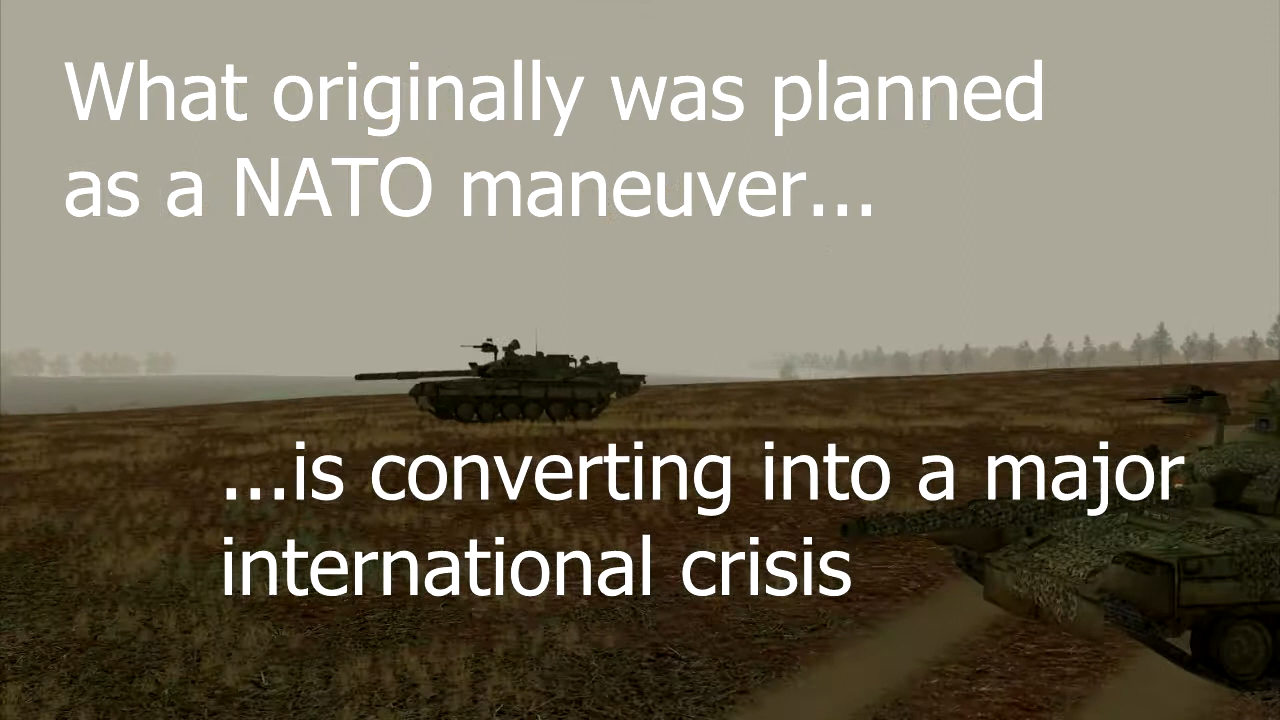 What originally was planned
as a NATO maneuver...
...is converting into a major
international crisis